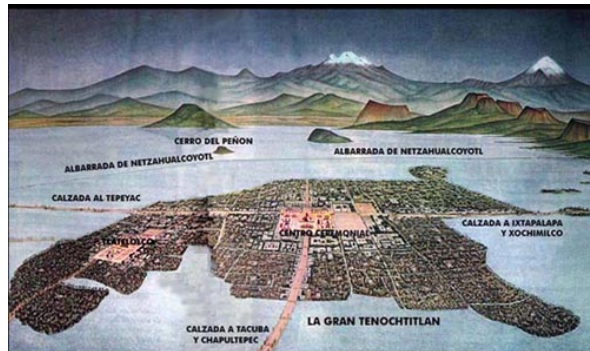 CERRO DEL PEÑON
ALBARRADA DE NETZAHUALCOYOTL
ALBARRADA DE NETZAHUALCOYOTL
CALZADA AL TEPEYAC
CALZADA A IXTAPALAPA
Y XOCHIMILCO
TLATELOLCO
CENTRO CEREMONIAL
LA GRAN TENOCHTITLAN
CALZADA A TACUBA
Y CHAPULTEPEC